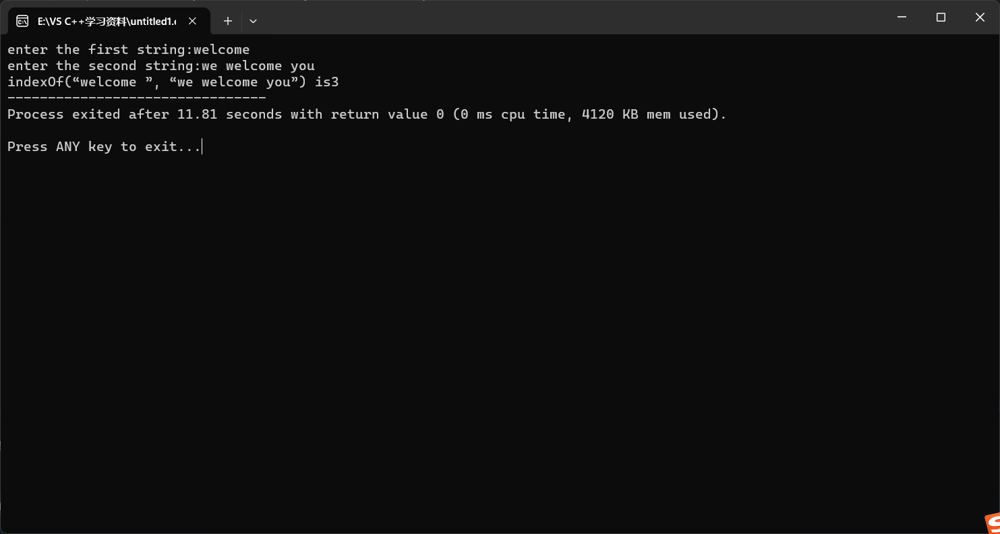 E:\VS C++学习资料\untitled1.e
enter the first string:welcome
enter the second string:we welcome you
indexOf(“welcome ”, “we welcome you”) is3
--------------------------------
Process exited after 11.81 seconds with return value 0 (0 ms cpu time, 4120 KB mem used).
Press ANY key to exit...